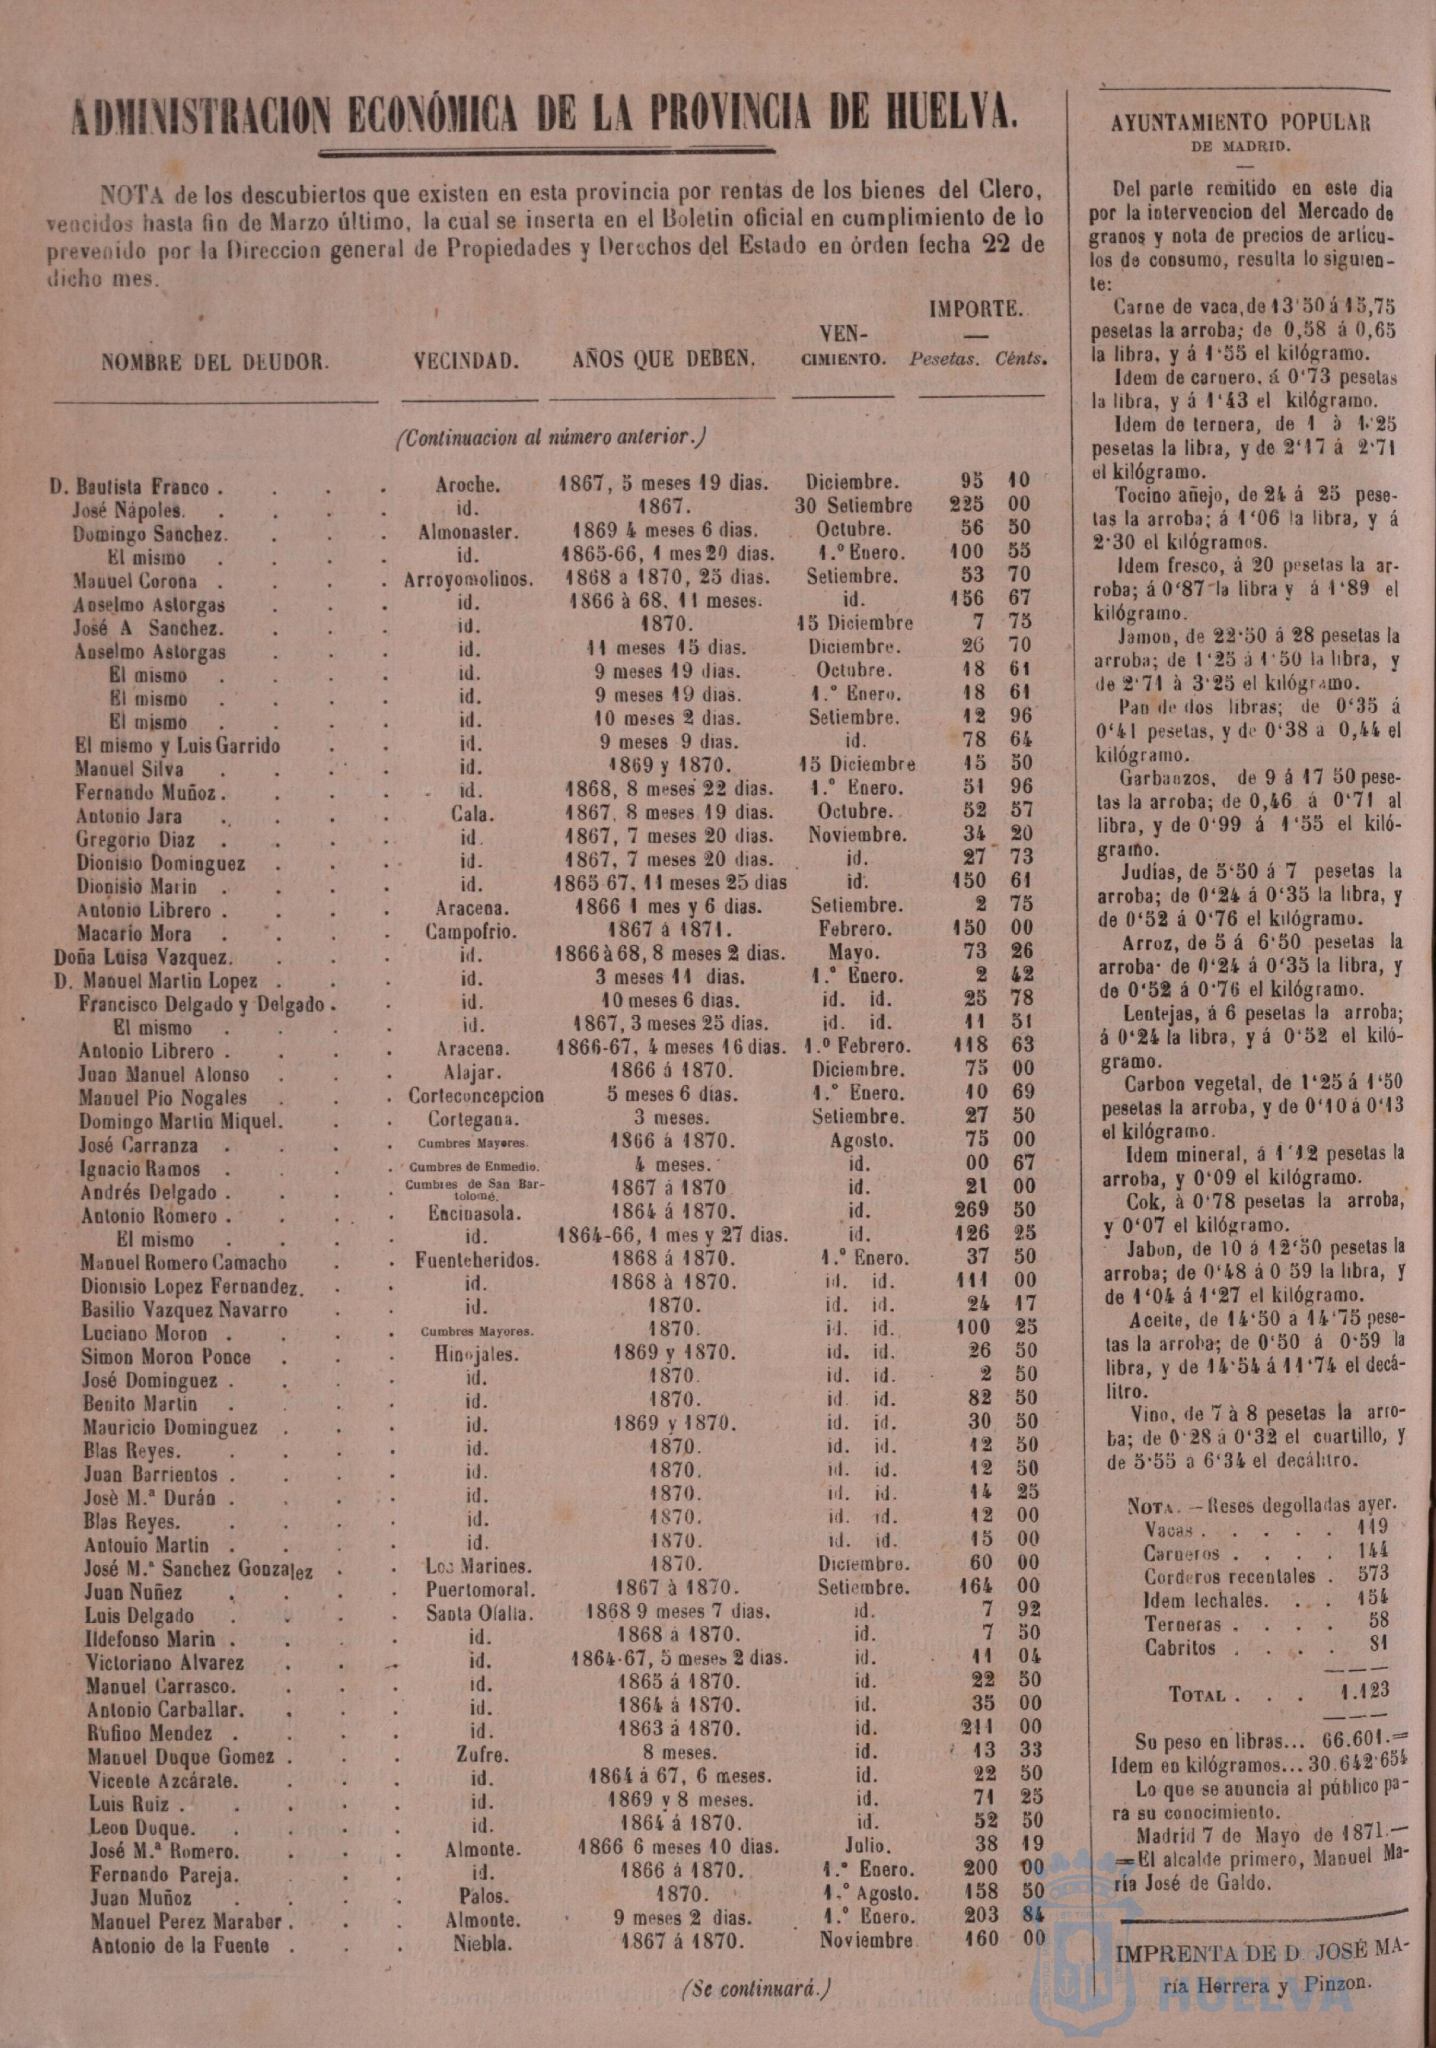 ADMINISTRACION ECONÓMICA DE LA PROVINCIA DE HUELVA.
NOTA de los descubiertos que existen en esta provincia por rentas de los bienes del Clero,
vencidos hasta fin de Marzo último, la cual se inserta en el Boletin oficial en cumplimiento de lo
prevenido por la Direccion general de Propiedades y Derechos del Estado en órden fecha 22 de
dicho mes.
IMPORTE.
VEN-
NOMBRE DEL DEUDOR. VECINDAD. AÑOS QUE DEBEN. CIMIENTO. Pesetas. Cénts.
(Continuacion al número anterior.)
D. Bautista Franco . . . . Aroche. 1867, 5 meses 19 dias. Diciembre. 95 10
José Nápoles. . . . . id. 1867. 30 Setiembre 225 00
Domingo Sanchez. . . . Almonaster. 1869 4 meses 6 dias. Octubre. 56 50
El mismo . . . . id. 1865-66, 1 mes 20 dias. 1.º Enero. 100 55
Manuel Corona . . . . Arroyomolinos. 1868 a 1870, 25 dias. Setiembre. 53 70
Anselmo Astorgas . . . id. 1866 à 68, 11 meses. id. 156 67
José A Sanchez. . . . id. 1870. 15 Diciembre 7 75
Anselmo Astorgas . . . id. 11 meses 15 dias. Diciembre. 26 70
El mismo . . . . id. 9 meses 19 dias. Octubre. 18 61
El mismo . . . . id. 9 meses 19 dias. 1.º Enero. 18 61
El mismo . . . . id. 10 meses 2 dias. Setiembre. 12 96
El mismo y Luis Garrido . . id. 9 meses 9 dias. id. 78 64
Manuel Silva . . . . id. 1869 y 1870. 15 Diciembre 15 50
Fernando Muñoz . . . . id. 1868, 8 meses 22 dias. 1.º Enero. 51 96
Antonio Jara . . . . Cala. 1867, 8 meses 19 dias. Octubre. 52 57
Gregorio Diaz . . . . id. 1867, 7 meses 20 dias. Noviembre. 34 20
Dionisio Dominguez . . . id. 1867, 7 meses 20 dias. id. 27 73
Dionisio Marin . . . . id. 1865-67, 11 meses 25 dias id. 150 61
Antonio Librero . . . . Aracena. 1866 1 mes y 6 dias. Setiembre. 2 75
Macario Mora . . . . Campofrio. 1867 á 1871. Febrero. 150 00
Doña Luisa Vazquez. . . . id. 1866 à 68, 8 meses 2 dias. Mayo. 73 26
D. Manuel Martin Lopez . . . id. 3 meses 11 dias. 1.º Enero. 2 42
Francisco Delgado y Delgado . . id. 10 meses 6 dias. id. id. 25 78
El mismo . . . . id. 1867, 3 meses 25 dias. id. id. 11 51
Antonio Librero . . . . Aracena. 1866-67, 4 meses 16 dias. 1.º Febrero. 118 63
Juan Manuel Alonso . . . Alajar. 1866 á 1870. Diciembre. 75 00
Manuel Pio Nogales . . . Corteconcepcion 5 meses 6 dias. 1.º Enero. 10 69
Domingo Martin Miquel. . . Cortegana. 3 meses. Setiembre. 27 50
José Carranza . . . . Cumbres Mayores. 1866 á 1870. Agosto. 75 00
Ignacio Ramos . . . . Cumbres de Enmedio. 4 meses. id. 00 67
Andrés Delgado . . . . Cumbres de San Bar- 1867 á 1870 id. 21 00
tolomé.
Antonio Romero . . . . Encinasola. 1864 á 1870. id. 269 50
El mismo . . . . id. 1864-66, 1 mes y 27 dias. id. 126 25
Manuel Romero Camacho . . Fuenteheridos. 1868 á 1870. 1.º Enero. 37 50
Dionisio Lopez Fernandez. . . id. 1868 à 1870. id. id. 111 00
Basilio Vazquez Navarro . . id. 1870. id. id. 24 17
Luciano Moron . . . . Cumbres Mayores. 1870. id. id. 100 25
Simon Moron Ponce . . . Hinojales. 1869 y 1870. id. id. 26 50
José Dominguez . . . . id. 1870. id. id. 2 50
Benito Martin . . . . id. 1870. id. id. 82 50
Mauricio Dominguez . . . id. 1869 y 1870. id. id. 30 50
Blas Reyes. . . . . id. 1870. id. id. 12 50
Juan Barrientos . . . . id. 1870. id. id. 12 50
Josè M.ª Durán . . . . id. 1870. id. id. 14 25
Blas Reyes. . . . . id. 1870. id. id. 12 00
Antonio Martin . . . . id. 1870. id. id. 15 00
José M.ª Sanchez Gonzalez . . Los Marines. 1870. Diciembre. 60 00
Juan Nuñez . . . . Puertomoral. 1867 à 1870. Setiembre. 164 00
Luis Delgado . . . . Santa Olalla. 1868 9 meses 7 dias. id. 7 92
Ildefonso Marin . . . . id. 1868 á 1870. id. 7 50
Victoriano Alvarez . . . id. 1864-67, 5 meses 2 dias. id. 11 04
Manuel Carrasco. . . . id. 1865 á 1870. id. 22 50
Antonio Carballar. . . . id. 1864 á 1870. id. 35 00
Rufino Mendez . . . . id. 1863 á 1870. id. 211 00
Manuel Duque Gomez . . . Zufre. 8 meses. id. 13 33
Vicente Azcárate. . . . id. 1864 á 67, 6 meses. id. 22 50
Luis Ruiz . . . . . id. 1869 y 8 meses. id. 71 25
Leon Duque. . . . . id. 1864 á 1870. id. 52 50
José M.ª Romero. . . . Almonte. 1866 6 meses 10 dias. Julio. 38 19
Fernando Pareja. . . . id. 1866 á 1870. 1.º Enero. 200 00
Juan Muñoz . . . . Palos. 1870. 1.º Agosto. 158 50
Manuel Perez Maraber . . . Almonte. 9 meses 2 dias. 1.º Enero. 203 84
Antonio de la Fuente . . . Niebla. 1867 á 1870. Noviembre 160 00
(Se continuará.)
AYUNTAMIENTO POPULAR
DE MADRID.
Del parte remitido en este dia
por la intervencion del Mercado de
granos y nota de precios de artícu-
los de consumo, resulta lo siguien-
te:
Carne de vaca, de 13'50 á 15,75
pesetas la arroba; de 0,58 á 0,65
la libra, y á 1'55 el kilógramo.
Idem de carnero, á 0'73 pesetas
la libra, y á 1'43 el kilógramo.
Idem de ternera, de 1 à 1'25
pesetas la libra, y de 2'17 á 2'71
el kilógramo.
Tocino añejo, de 24 á 25 pese-
tas la arroba; á 1'06 la libra, y á
2'30 el kilógramos.
Idem fresco, á 20 pesetas la ar-
roba; á 0'87 la libra y á 1'89 el
kilógramo.
Jamon, de 22'50 á 28 pesetas la
arroba; de 1'25 á 1'50 la libra, y
de 2'71 à 3'25 el kilógramo.
Pan de dos libras; de 0'35 á
0'41 pesetas, y de 0'38 a 0,44 el
kilógramo.
Garbanzos, de 9 á 17 50 pese-
tas la arroba; de 0,46 á 0'71 al
libra, y de 0'99 á 1'55 el kiló-
gramo.
Judías, de 5'50 á 7 pesetas la
arroba; de 0'24 á 0'35 la libra, y
de 0'52 á 0'76 el kilógramo.
Arroz, de 5 á 6'50 pesetas la
arroba· de 0'24 á 0'35 la libra, y
de 0'52 á 0'76 el kilógramo.
Lentejas, á 6 pesetas la arroba;
á 0'24 la libra, y á 0'52 el kiló-
gramo.
Carbon vegetal, de 1'25 á 1'50
pesetas la arroba, y de 0'10 á 0'13
el kilógramo.
Idem mineral, á 1'12 pesetas la
arroba, y 0'09 el kilógramo.
Cok, à 0'78 pesetas la arroba,
y 0'07 el kilógramo.
Jabon, de 10 á 12'50 pesetas la
arroba; de 0'48 á 0 59 la libra, y
de 1'04 á 1'27 el kilógramo.
Aceite, de 14'50 a 14'75 pese-
tas la arroba; de 0'50 á 0'59 la
libra, y de 14'54 á 11'74 el decá-
litro.
Vino, de 7 à 8 pesetas la arro-
ba; de 0'28 á 0'32 el cuartillo, y
de 5'55 a 6'34 el decálitro.
NOTA. —Reses degolladas ayer.
Vacas . . . . . 119
Carneros . . . . 144
Corderos recentales . 573
Idem lechales. . . 154
Terneras . . . . 58
Cabritos . . . . 81
TOTAL . . . 1.123
Su peso en libras... 66.601.=
Idem en kilógramos... 30.642'654
Lo que se anuncia al público pa-
ra su conocimiento.
Madrid 7 de Mayo de 1871.—
=El alcalde primero, Manuel Ma-
ría José de Galdo.
IMPRENTA DE D. JOSÉ MA-
ría Herrera y Pinzon.
HUELVA